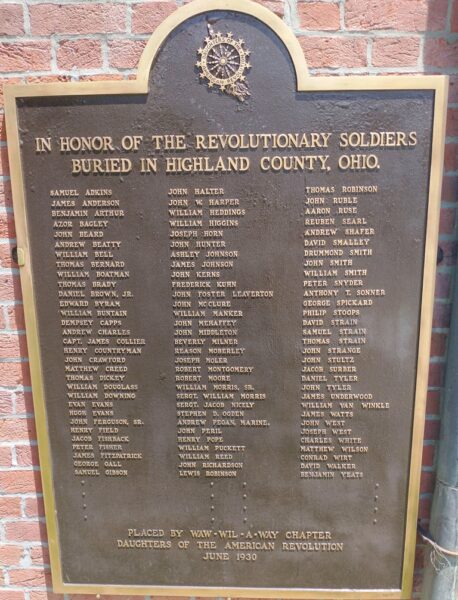 IN HONOR OF THE REVOLUTIONARY SOLDIERS
BURIED IN HIGHLAND COUNTY, OHIO.
SAMUEL ADKINS
JAMES ANDERSON
BENJAMIN ARTHUR
AZOR BAGLEY
JOHN BEARD
ANDREW BEATTY
WILLIAM BELL
THOMAS BERNARD
WILLIAM BOATMAN
THOMAS BRADY
DANIEL BROWN, JR.
EDWARD BYRAM
WILLIAM BUNTAIN
DEMPSEY CAPPS
ANDREW CHARLES
CAPT. JAMES COLLIER
HENRY COUNTRYMAN
JOHN CRAWFORD
MATTHEW CREED
THOMAS DICKEY
WILLIAM DOUGLASS
WILLIAM DOWNING
EVAN EVANS
HUGH EVANS
JOHN FERGUSON, SR.
HENRY FIELD
JACOB FISHBACK
PETER FISHER
JAMES FITZPATRICK
GEORGE GALL
SAMUEL GIBSON
JOHN HALTER
JOHN W. HARPER
WILLIAM HEDDINGS
WILLIAM HIGGINS
JOSEPH HORN
JOHN HUNTER
ASHLEY JOHNSON
JAMES JOHNSON
JOHN KERNS
FREDERICK KUHN
JOHN FOSTER LEAVERTON
JOHN MCCLURE
WILLIAM MANKER
JOHN MEHAFFEY
JOHN MIDDLETON
BEVERLY MILNER
REASON MOBERLEY
JOSEPH MOLER
ROBERT MONTGOMERY
ROBERT MOORE
WILLIAM MORRIS, SR.
SERGT. WILLIAM MORRIS
SERGT. JACOB NICELY
STEPHEN D. OGDEN
ANDREW PEGAN, MARINE.
JOHN PERIL
HENRY POPE
WILLIAM PUCKETT
WILLIAM REED
JOHN RICHARDSON
LEWIS ROBINSON
THOMAS ROBINSON
JOHN RUBLE
AARON RUSE
REUBEN SEARL
ANDREW SHAFER
DAVID SMALLEY
DRUMMOND SMITH
JOHN SMITH
WILLIAM SMITH
PETER SNYDER
ANTHONY T. SONNER
GEORGE SPICKARD
PHILIP STOOPS
DAVID STRAIN
SAMUEL STRAIN
THOMAS STRAIN
JOHN STRANGE
JOHN STULTZ
JACOB SURBER
DANIEL TYLER
JOHN TYLER
JAMES UNDERWOOD
WILLIAM VAN WINKLE
JAMES WATTS
JOHN WEST
JOSEPH WEST
CHARLES WHITE
MATTHEW WILSON
CONRAD WIRT
DAVID WALKER
BENJAMIN YEATS
PLACED BY WAW-WIL-A-WAY CHAPTER
DAUGHTERS OF THE AMERICAN REVOLUTION
JUNE 1930